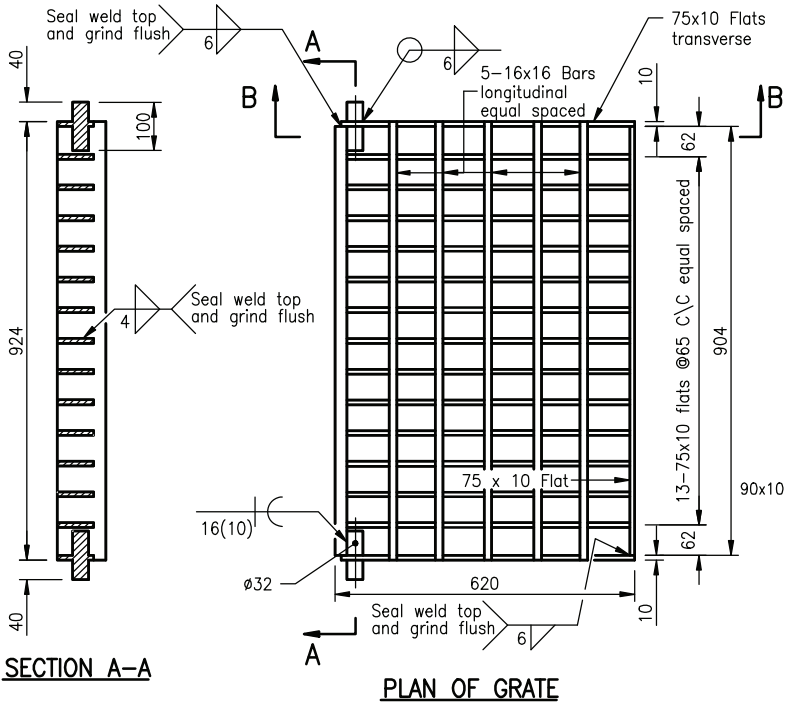 Seal weld top
and grind flush
6
A
6
75x10 Flats
transverse
40
B
5-16x16 Bars
longitudinal
equal spaced
10
B
100
62
4
Seal weld top
and grind flush
924
13-75x10 flats @65 C\C equal spaced
904
75 x 10 Flat
90x10
16(10)
62
ø32
620
40
Seal weld top
and grind flush
6
10
A
SECTION A-A
PLAN OF GRATE